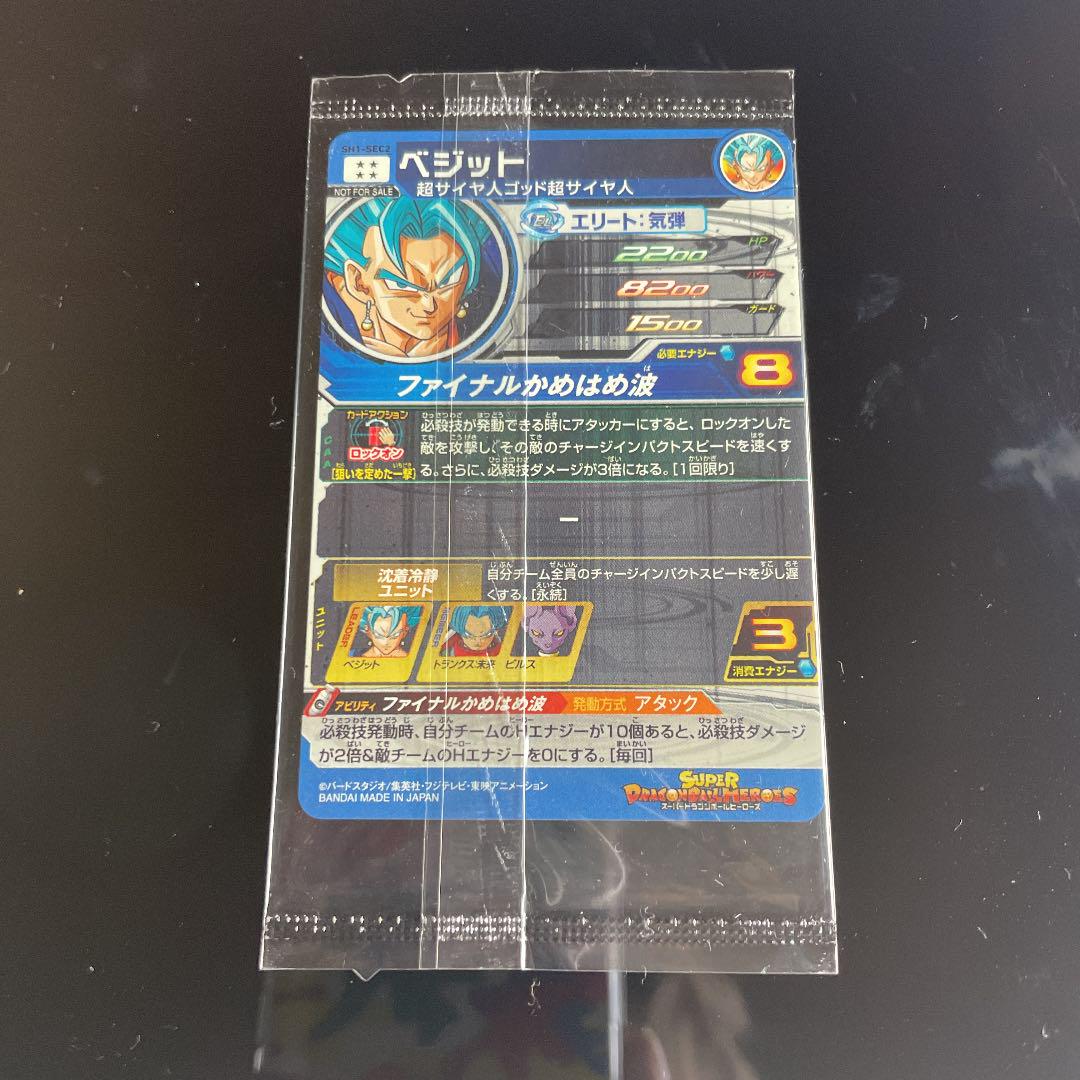 SH1-SEC2
ベジット
NOT FOR SALE
超サイヤ人ゴッド超サイヤ人
エリート:気弾
HP
2200
パワー
8200
ガード
1500
必要エナジー
8
ファイナルかめはめ波
カードアクション
ロックオン
[狙いを定めた一撃]
CAA
必殺技が発動できる時にアタッカーにすると、ロックオンした
敵を攻撃し、その敵のチャージインパクトスピードを速くす
る。さらに、必殺技ダメージが3倍になる。[1回限り]
ー
ユニット
沈着冷静
ユニット
自分チーム全員のチャージインパクトスピードを少し遅
くする。[永続]
LEADER
ベジット
トランクス:未来
ビルス
3
消費エナジー
アビリティ ファイナルかめはめ波 発動方式 アタック
必殺技発動時、自分チームのHエナジーが10個あると、必殺技ダメージ
が2倍&敵チームのHエナジーを0にする。[毎回]
©バードスタジオ/集英社・フジテレビ・東映アニメーション
BANDAI MADE IN JAPAN
SUPER
DRAGONBALL HEROES
スーパードラゴンボールヒーローズ